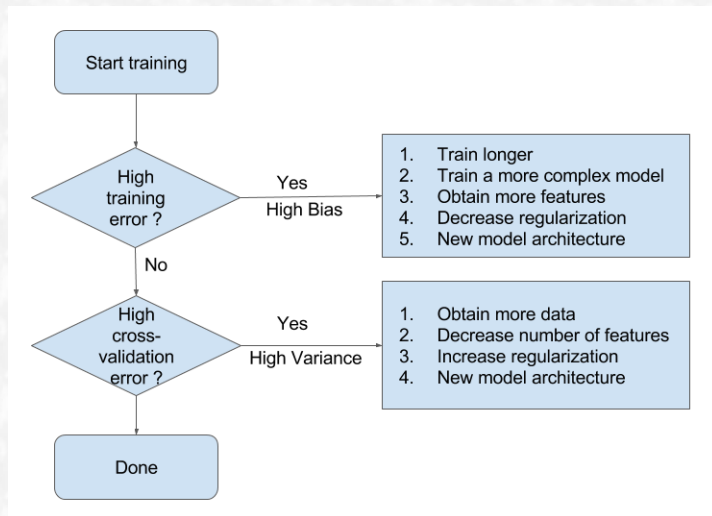 Start training
High
training
error ?
Yes
High Bias
1. Train longer
2. Train a more complex model
3. Obtain more features
4. Decrease regularization
5. New model architecture
No
High
cross-
validation
error ?
Yes
High Variance
1. Obtain more data
2. Decrease number of features
3. Increase regularization
4. New model architecture
Done